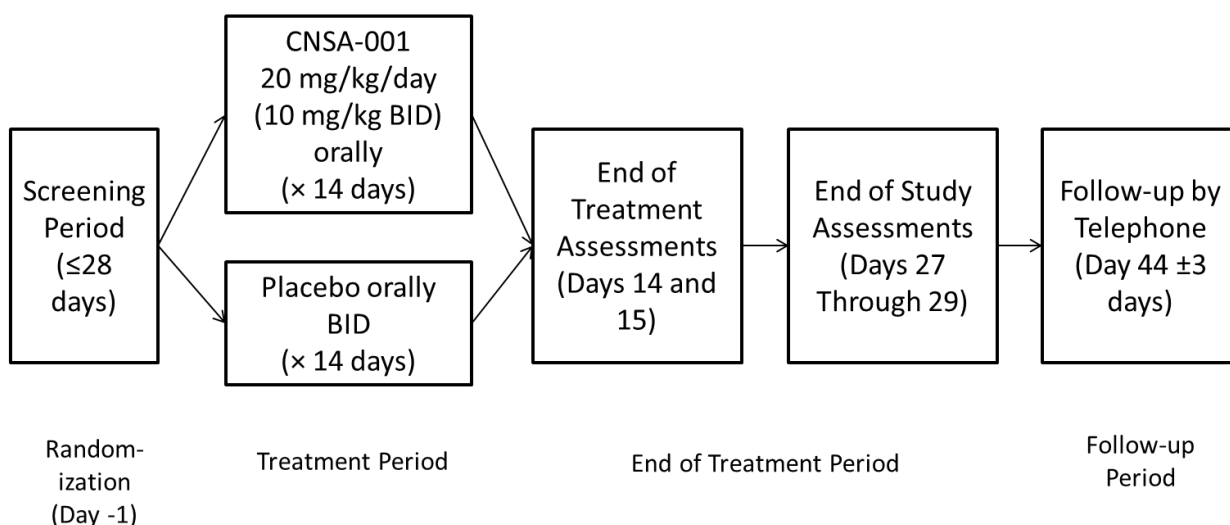 Screening
Period
(≤28
days)
CNSA-001
20 mg/kg/day
(10 mg/kg BID)
orally
(× 14 days)
Placebo orally
BID
(× 14 days)
End of
Treatment
Assessments
(Days 14 and
15)
End of Study
Assessments
(Days 27
Through 29)
Follow-up by
Telephone
(Day 44 ±3
days)
Random-
ization
(Day -1)
Treatment Period
End of Treatment Period
Follow-up
Period